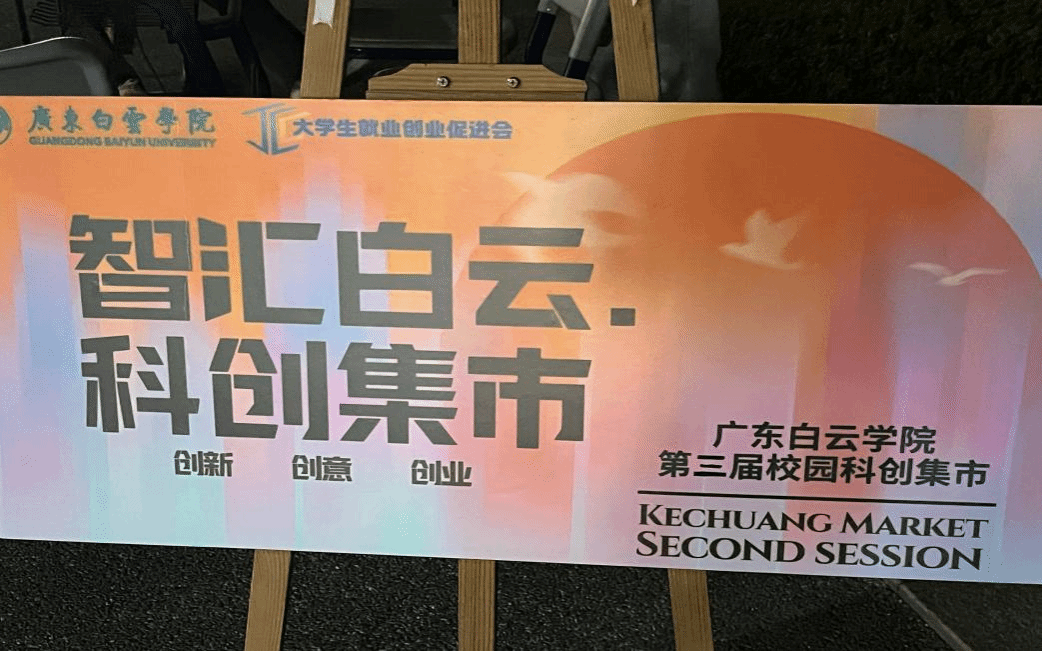 廣東白雲學院
GUANGDONG BAIYUN UNIVERSITY
JC 大学生就业创业促进会
智汇白云.
科创集市
创新 创意 创业
广东白云学院
第三届校园科创集市
KECHUANG MARKET
SECOND SESSION